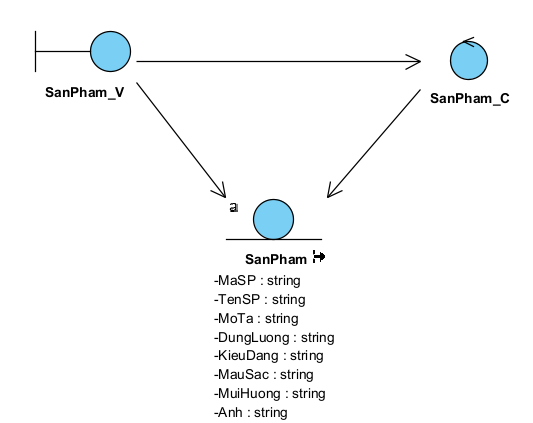 SanPham_V
SanPham_C
a
SanPham
-MaSP : string
-TenSP : string
-MoTa : string
-DungLuong : string
-KieuDang : string
-MauSac : string
-MuiHuong : string
-Anh : string